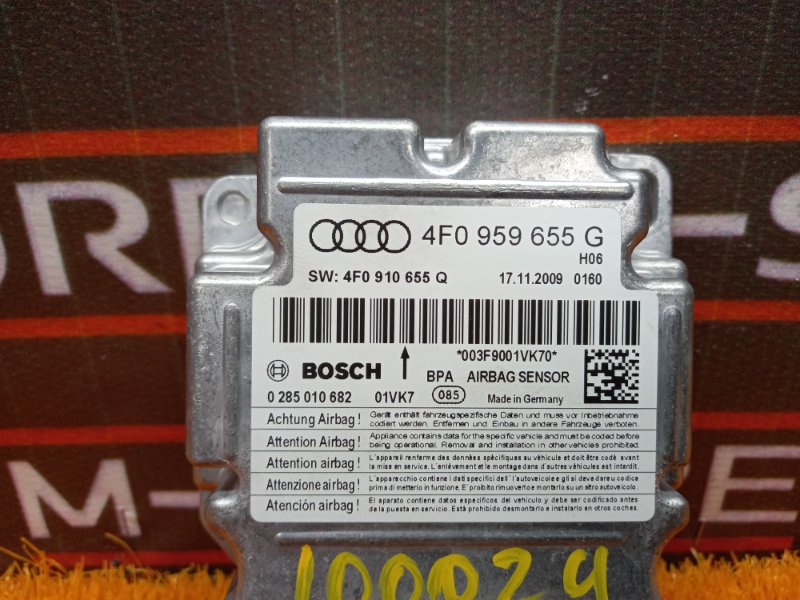 4F0 959 655 G
H06
SW: 4F0 910 655 Q 17.11.2009 0160
*003F9001VK70*
BOSCH BPA AIRBAG SENSOR
0 285 010 682 01VK7 085 Made in Germany
Achtung Airbag! Gerät enthält fahrzeugspezifische Daten und muss vor Inbetriebnahme
codiert werden. Entfernen und Einbau in andere Fahrzeuge verboten.
Attention Airbag! Appliance contains data for the specific vehicle and must be coded before
being operational. Removal and installation in other vehicles prohibited.
Attention airbag! L'appareil renferme des données spécifiques au véhicule et doit être codé avant
la mise en service. L'enlèvement et le montage dans d'autres véhicules est interdit.
Attenzione airbag! L'apparecchio contiene i dati specifici dell'autoveicolo e gli si deve dare su codice
prima di metterlo in funzione. E' proibito rimuoverlo e montarlo su un altro autoveicolo.
Atención airbag! El aparato contiene datos específicos del vehículo y debe ser codificado antes
de la puesta en servicio. Está prohibido desmontarlo e instalarlo en otros coches
100024